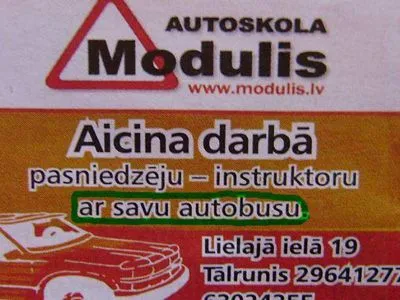 AUTOSKOLA
Modulis
www.modulis.lv
Aicina darbā
pasniedzēju – instruktoru
ar savu autobusu
Lielajā ielā 19
Tālrunis 29641277